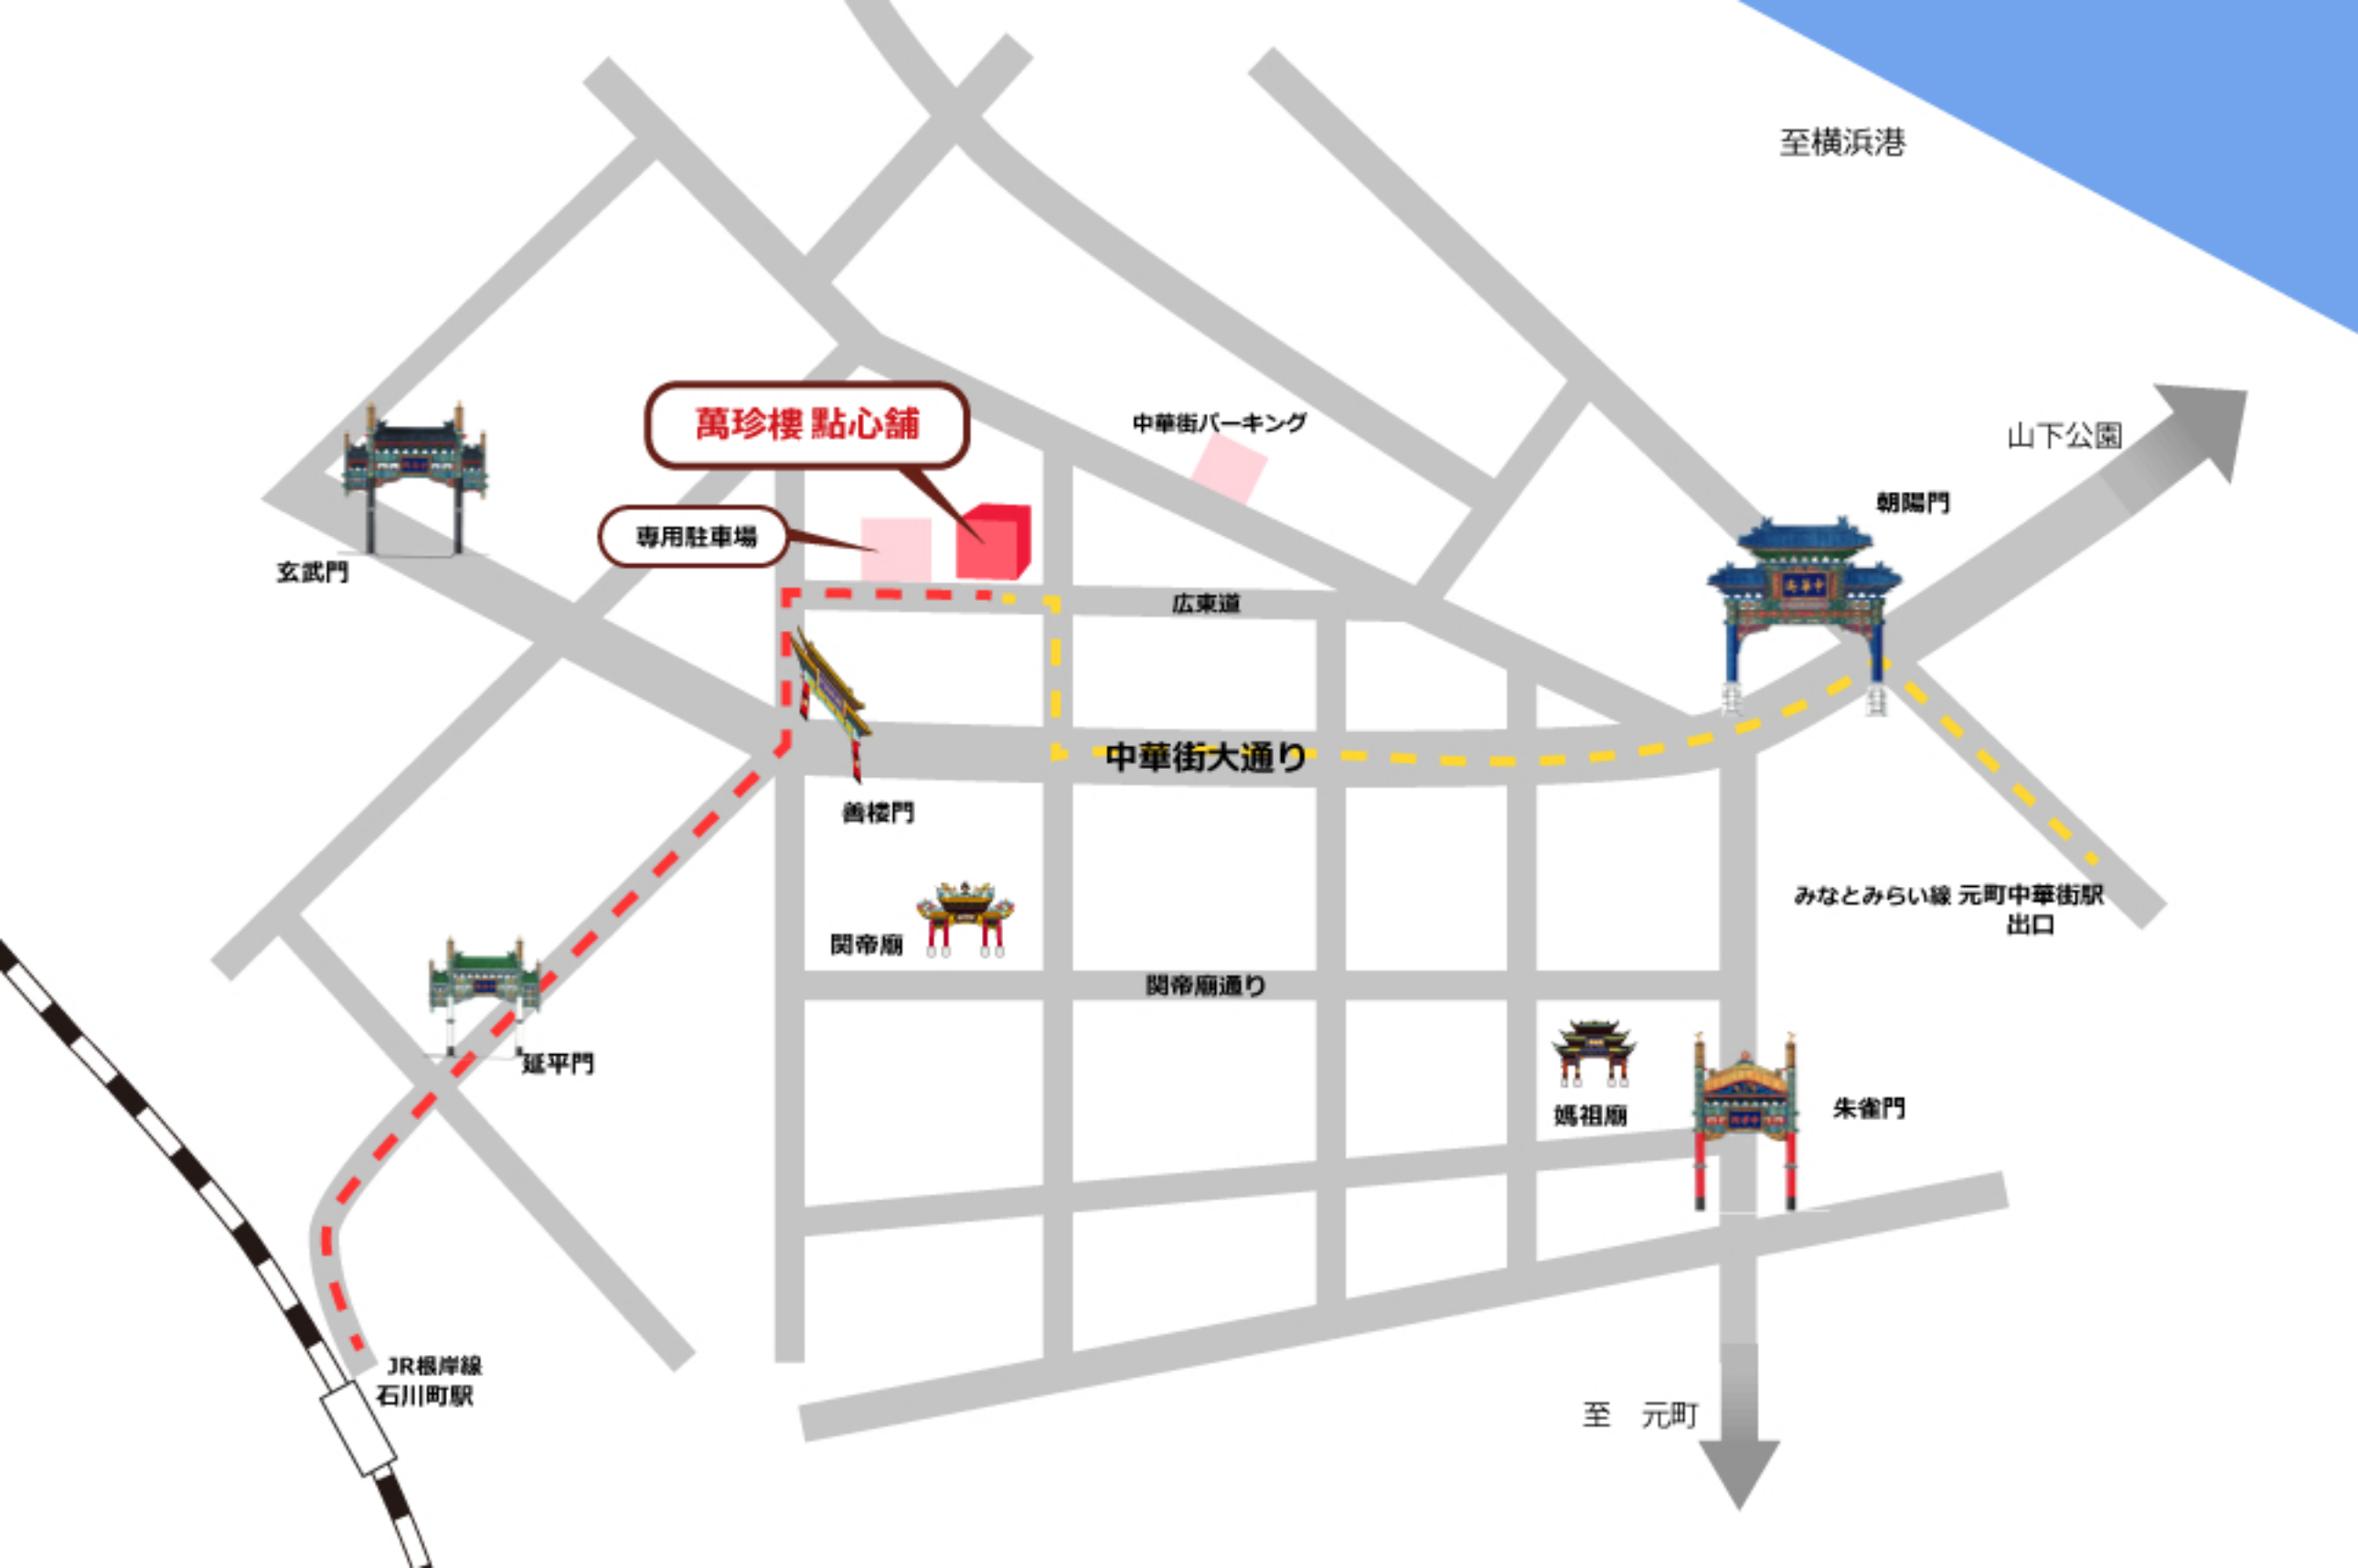 至横浜港
萬珍樓 點心舗
中華街パーキング
山下公園
朝陽門
専用駐車場
玄武門
広東道
中華街大通り
善楼門
みなとみらい線 元町中華街駅
出口
関帝廟
関帝廟通り
延平門
媽祖廟
朱雀門
JR根岸線
石川町駅
至　元町